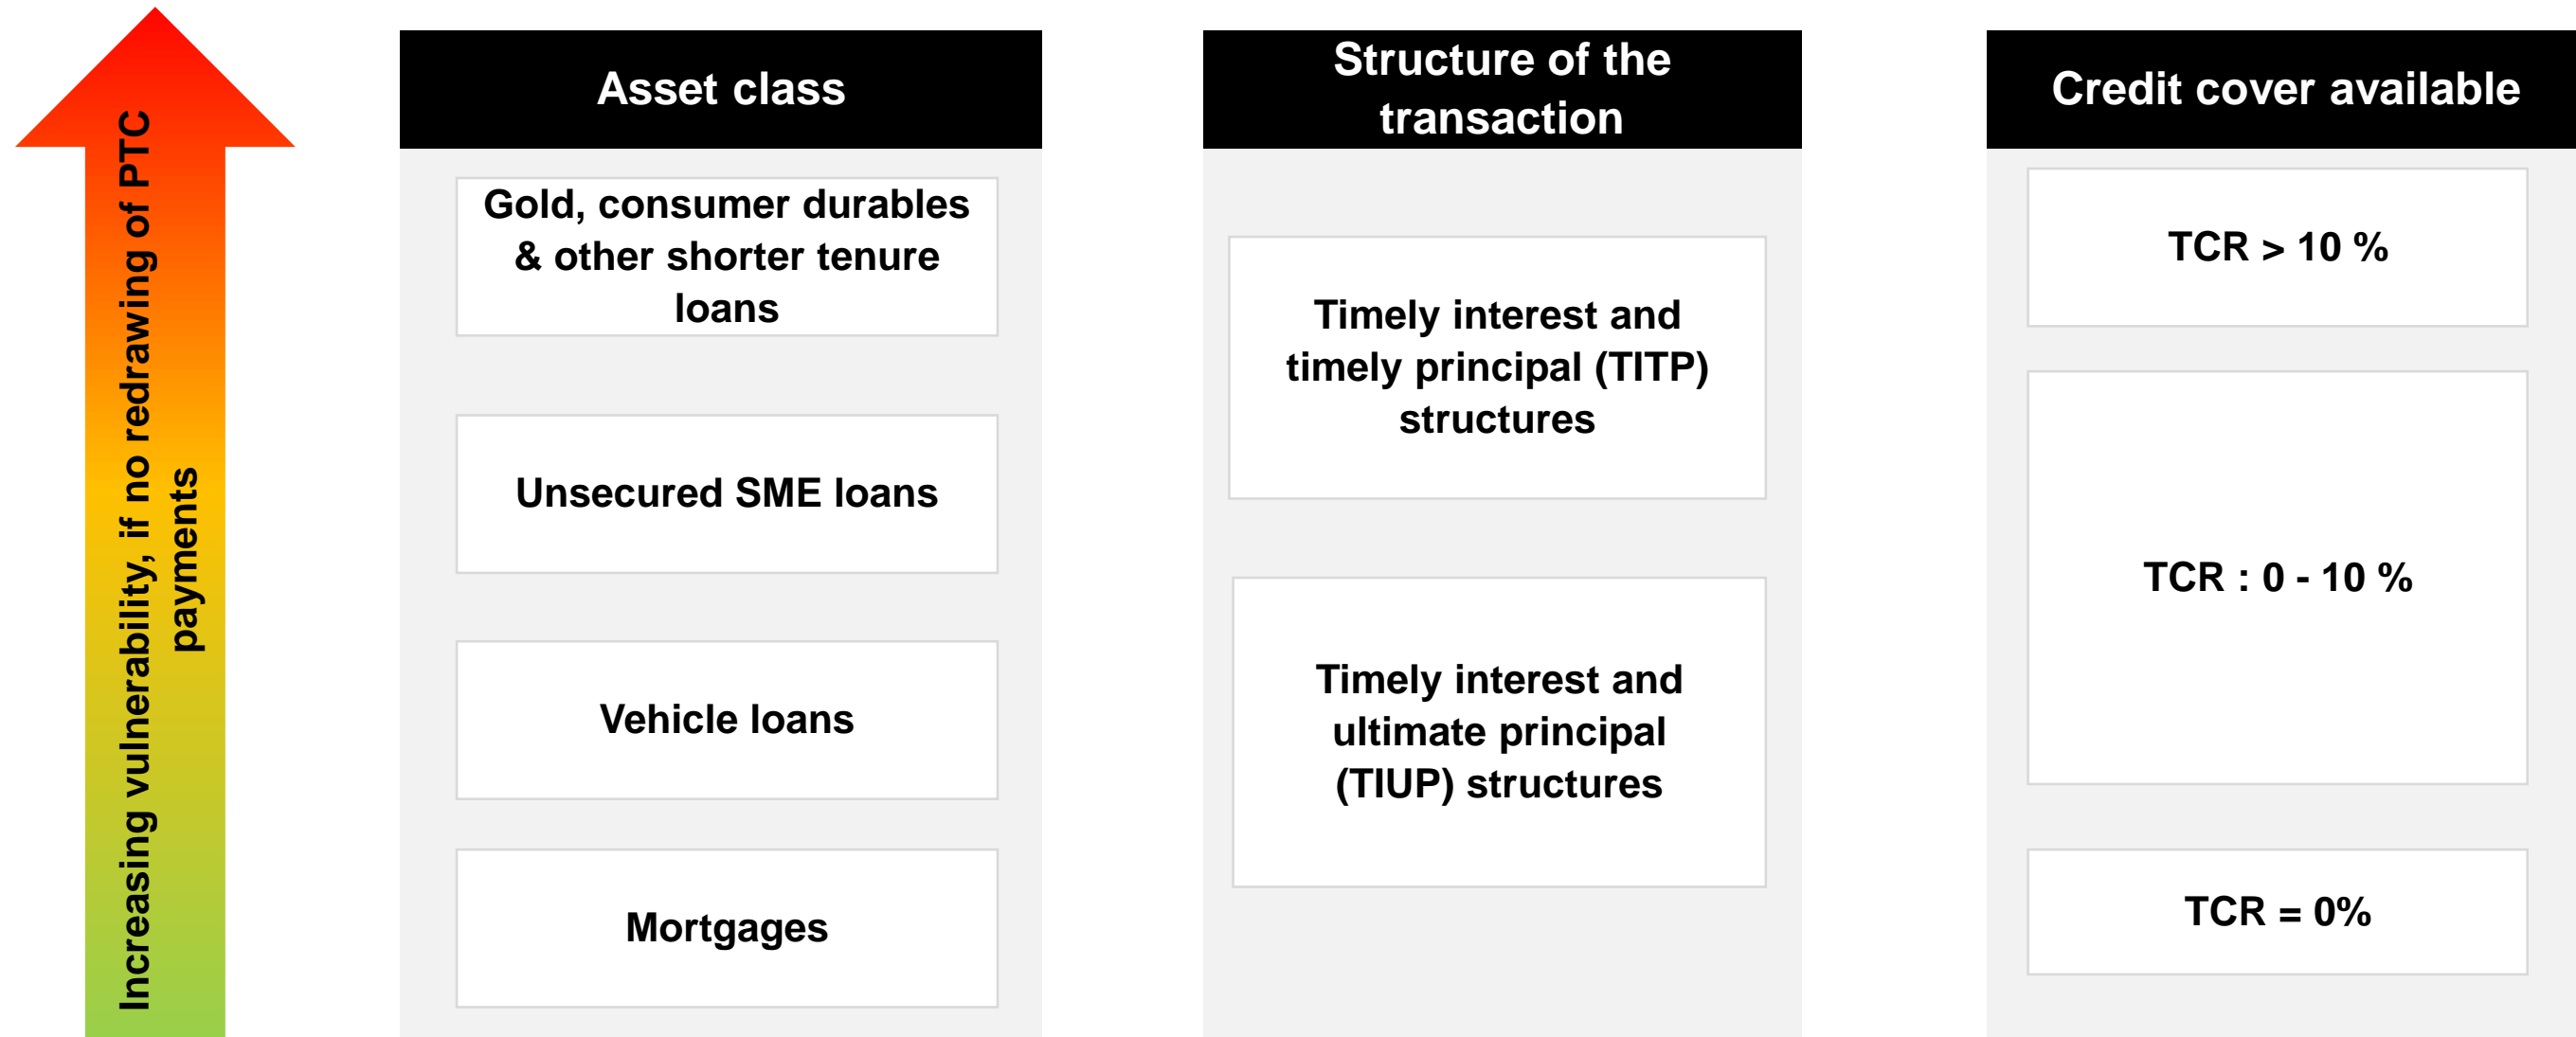 Increasing vulnerability, if no redrawing of PTC
payments
Asset class
Gold, consumer durables
& other shorter tenure
loans
Unsecured SME loans
Vehicle loans
Mortgages
Structure of the
transaction
Timely interest and
timely principal (TITP)
structures
Timely interest and
ultimate principal
(TIUP) structures
Credit cover available
TCR > 10 %
TCR : 0 - 10 %
TCR = 0%